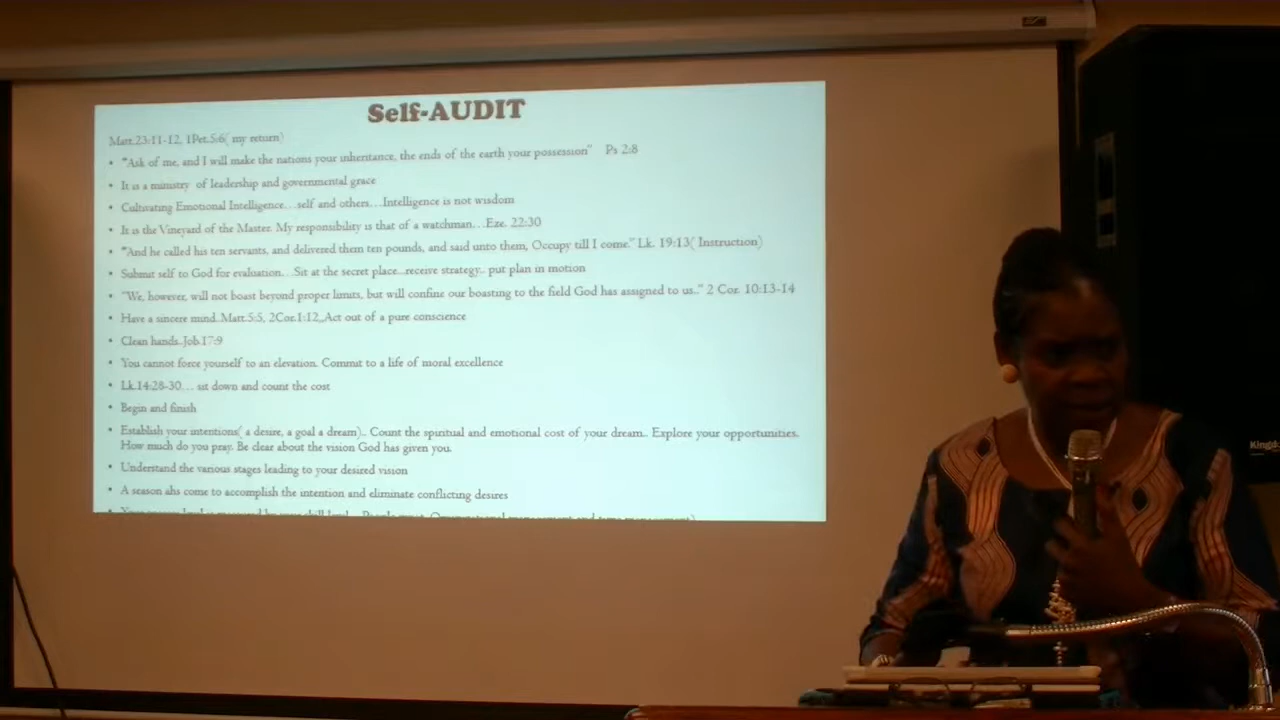 Self-AUDIT
Matt.23:11-12, 1Pet.5:6( my return)
• "Ask of me, and I will make the nations your inheritance, the ends of the earth your possession" Ps 2:8
• It is a ministry of leadership and governmental grace
• Cultivating Emotional Intelligence…self and others…Intelligence is not wisdom
• It is the Vineyard of the Master. My responsibility is that of a watchman…Eze. 22:30
• "And he called his ten servants, and delivered them ten pounds, and said unto them, Occupy till I come." Lk. 19:13( Instruction)
• Submit self to God for evaluation…Sit at the secret place..receive strategy.. put plan in motion
• "We, however, will not boast beyond proper limits, but will confine our boasting to the field God has assigned to us.." 2 Cor. 10:13-14
• Have a sincere mind..Matt.5:5, 2Cor.1:12,,Act out of a pure conscience
• Clean hands..Job.17:9
• You cannot force yourself to an elevation. Commit to a life of moral excellence
• Lk.14:28-30… sit down and count the cost
• Begin and finish
• Establish your intentions( a desire, a goal a dream).. Count the spiritual and emotional cost of your dream.. Explore your opportunities.
How much do you pray. Be clear about the vision God has given you.
• Understand the various stages leading to your desired vision
• A season ahs come to accomplish the intention and eliminate conflicting desires